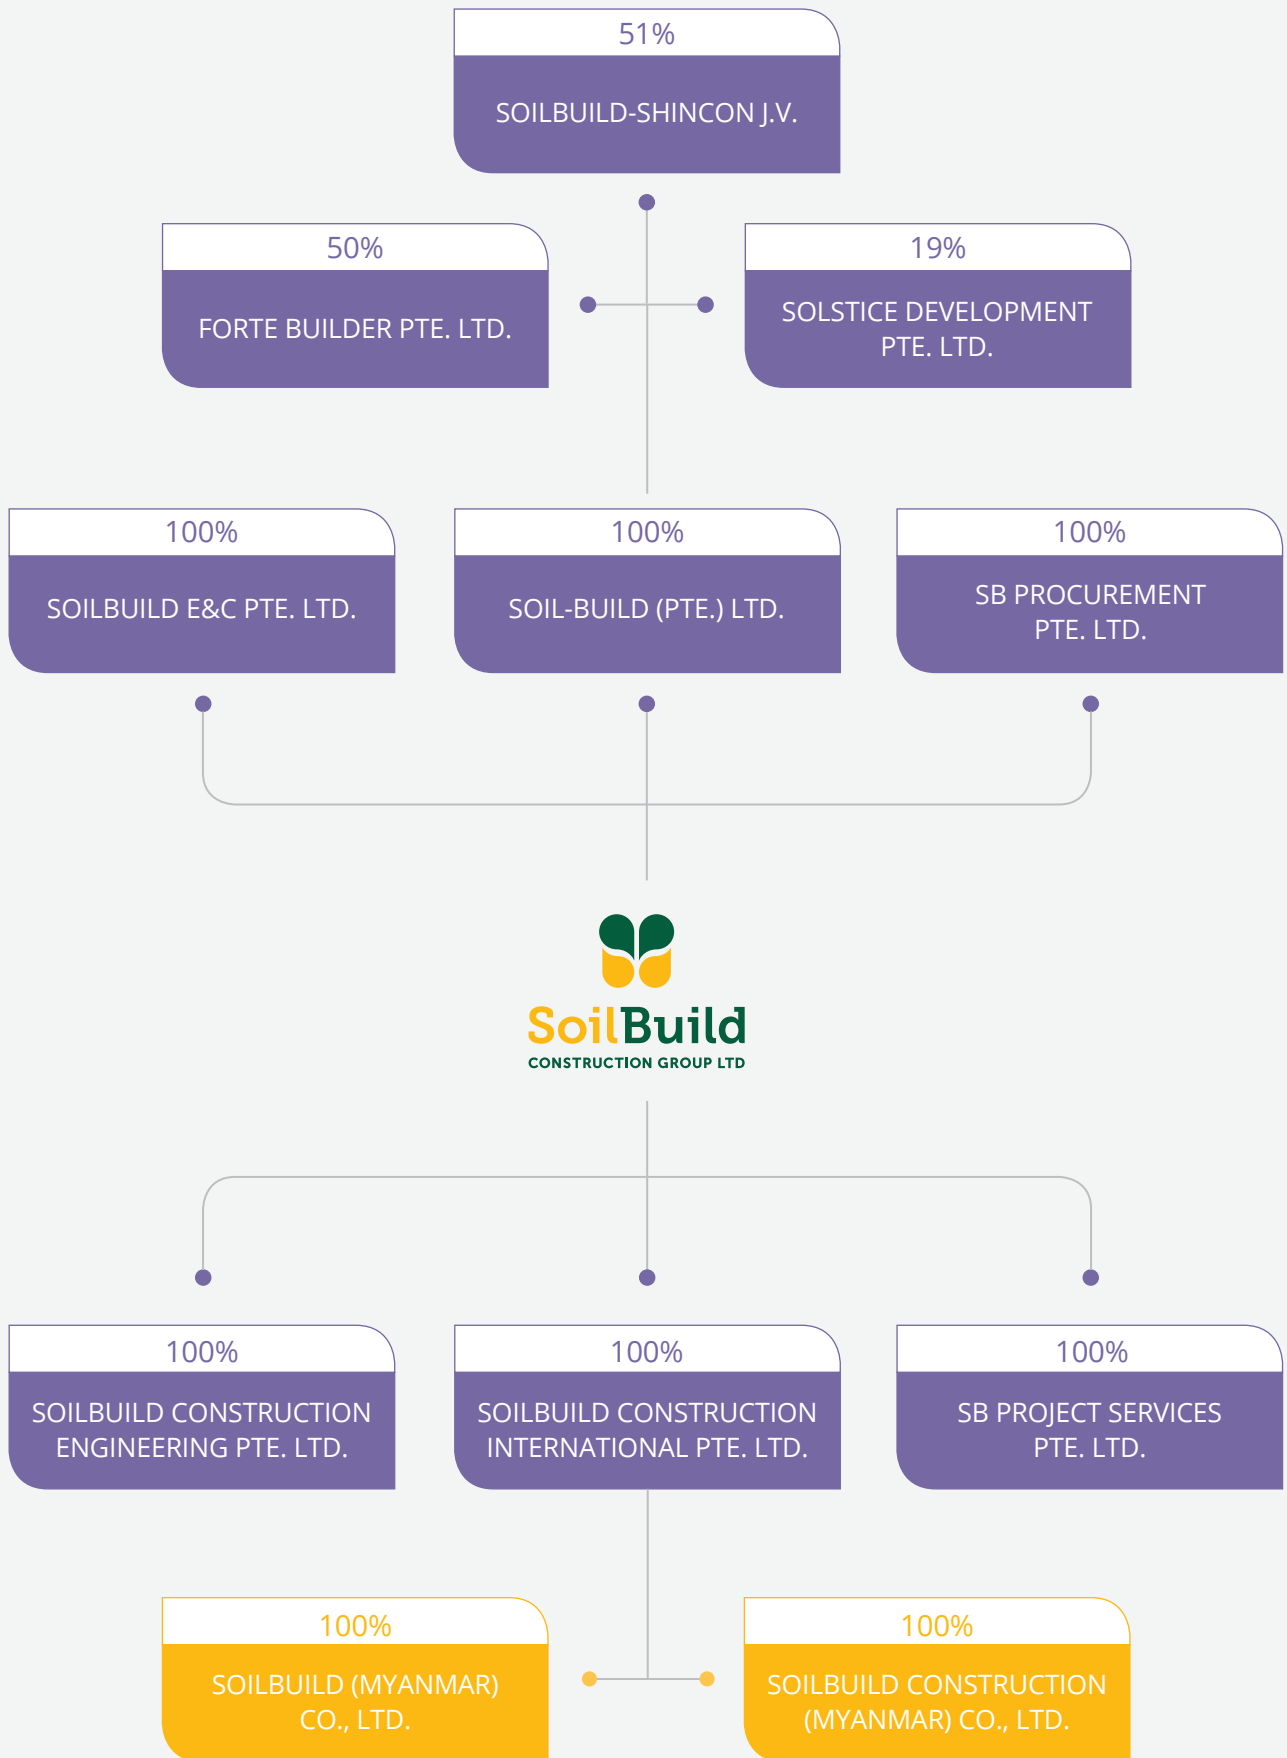 51%
SOILBUILD-SHINCON J.V.
50%
FORTE BUILDER PTE. LTD.
19%
SOLSTICE DEVELOPMENT
PTE. LTD.
100%
SOILBUILD E&C PTE. LTD.
100%
SOIL-BUILD (PTE.) LTD.
100%
SB PROCUREMENT
PTE. LTD.
SoilBuild
CONSTRUCTION GROUP LTD
100%
SOILBUILD CONSTRUCTION
ENGINEERING PTE. LTD.
100%
SOILBUILD CONSTRUCTION
INTERNATIONAL PTE. LTD.
100%
SB PROJECT SERVICES
PTE. LTD.
100%
SOILBUILD (MYANMAR)
CO., LTD.
100%
SOILBUILD CONSTRUCTION
(MYANMAR) CO., LTD.